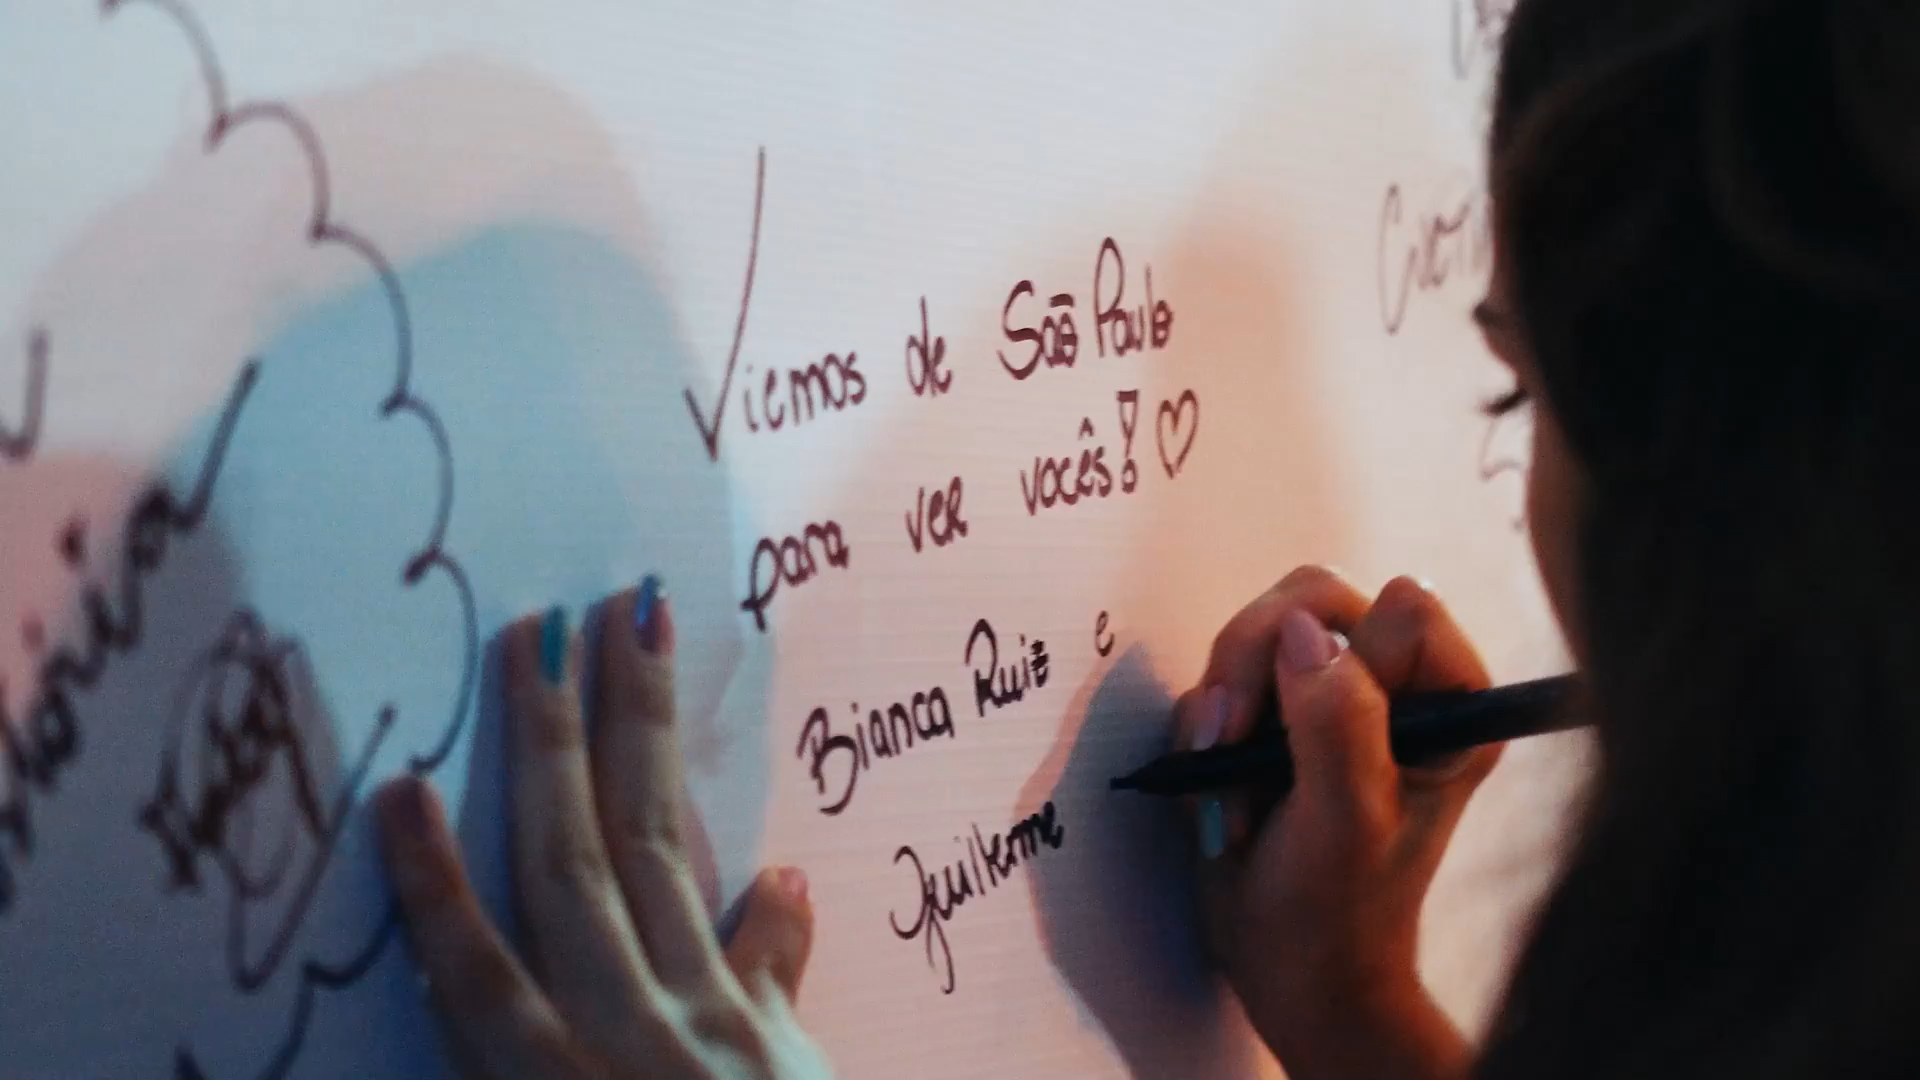 Viemos de São Paulo
para ver vocês! ♡
Bianca Ruiz e
Guilherme